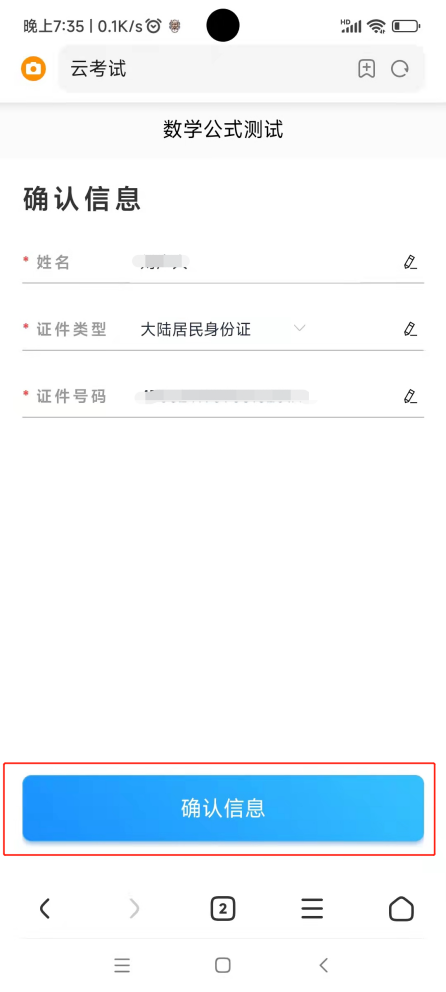 晚上7:35 | 0.1K/s
HD
云考试
数学公式测试
确认信息
* 姓名
* 证件类型 大陆居民身份证
* 证件号码
确认信息
2